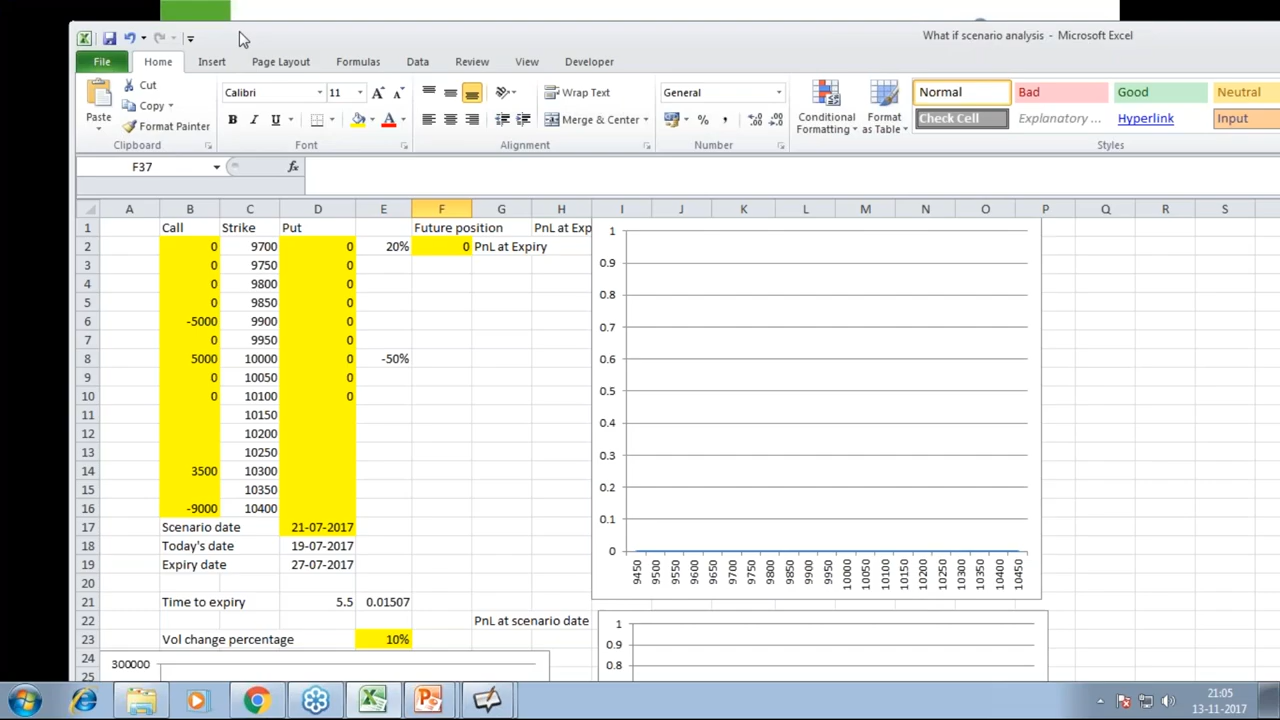 What if scenario analysis - Microsoft Excel
File Home Insert Page Layout Formulas Data Review View Developer
Paste Cut Copy Format Painter
Calibri 11 Wrap Text Merge & Center General
B I U
Conditional Formatting Format as Table
Normal Bad Good Neutral
Check Cell Explanatory ... Hyperlink Input
Clipboard Font Alignment Number Styles
F37 fx
A B C D E F G H I J K L M N O P Q R S
1 Call Strike Put Future position PnL at Exp
2 0 9700 0 20% 0 PnL at Expiry
3 0 9750 0
4 0 9800 0
5 0 9850 0
6 -5000 9900 0
7 0 9950 0
8 5000 10000 0 -50%
9 0 10050 0
10 0 10100 0
11 10150
12 10200
13 10250
14 3500 10300
15 10350
16 -9000 10400
17 Scenario date 21-07-2017
18 Today's date 19-07-2017
19 Expiry date 27-07-2017
20
21 Time to expiry 5.5 0.01507
22 PnL at scenario date
23 Vol change percentage 10%
24 300000
25
1
0.9
0.8
0.7
0.6
0.5
0.4
0.3
0.2
0.1
0
9450 9500 9550 9600 9650 9700 9750 9800 9850 9900 9950 10000 10050 10100 10150 10200 10250 10300 10350 10400 10450
1
0.9
0.8
21:05
13-11-2017